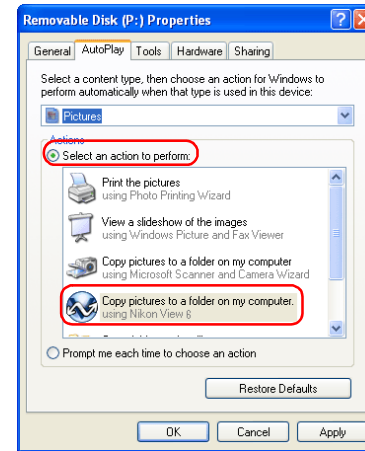 Removable Disk (P:) Properties
General AutoPlay Tools Hardware Sharing
Select a content type, then choose an action for Windows to
perform automatically when that type is used in this device:
Pictures
Actions
Select an action to perform:
Print the pictures
using Photo Printing Wizard
View a slideshow of the images
using Windows Picture and Fax Viewer
Copy pictures to a folder on my computer
using Microsoft Scanner and Camera Wizard
Copy pictures to a folder on my computer.
using Nikon View 6
Prompt me each time to choose an action
Restore Defaults
OK Cancel Apply